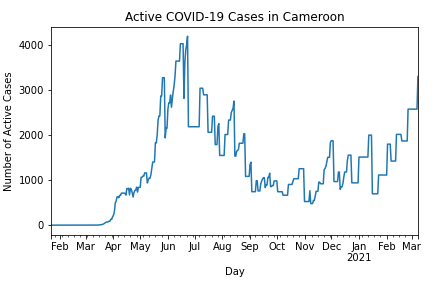 Active COVID-19 Cases in Cameroon
Number of Active Cases
4000
3000
2000
1000
0
Feb Mar Apr May Jun Jul Aug Sep Oct Nov Dec Jan Feb Mar
2021
Day